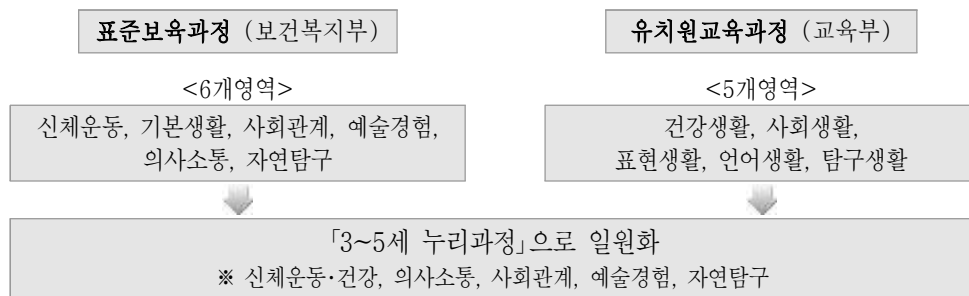 표준보육과정 (보건복지부)
유치원교육과정 (교육부)
<6개영역>
<5개영역>
신체운동, 기본생활, 사회관계, 예술경험,
의사소통, 자연탐구
건강생활, 사회생활,
표현생활, 언어생활, 탐구생활
「3~5세 누리과정」으로 일원화
※ 신체운동·건강, 의사소통, 사회관계, 예술경험, 자연탐구